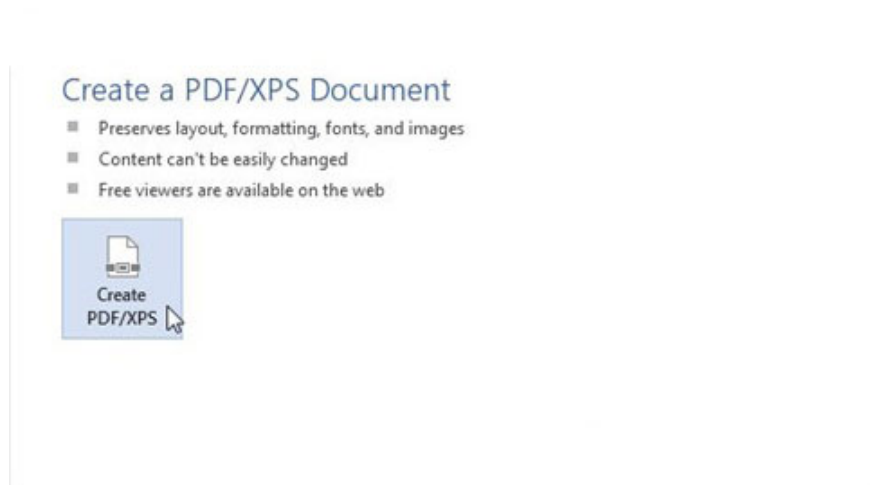 Create a PDF/XPS Document
Preserves layout, formatting, fonts, and images
Content can't be easily changed
Free viewers are available on the web
Create
PDF/XPS